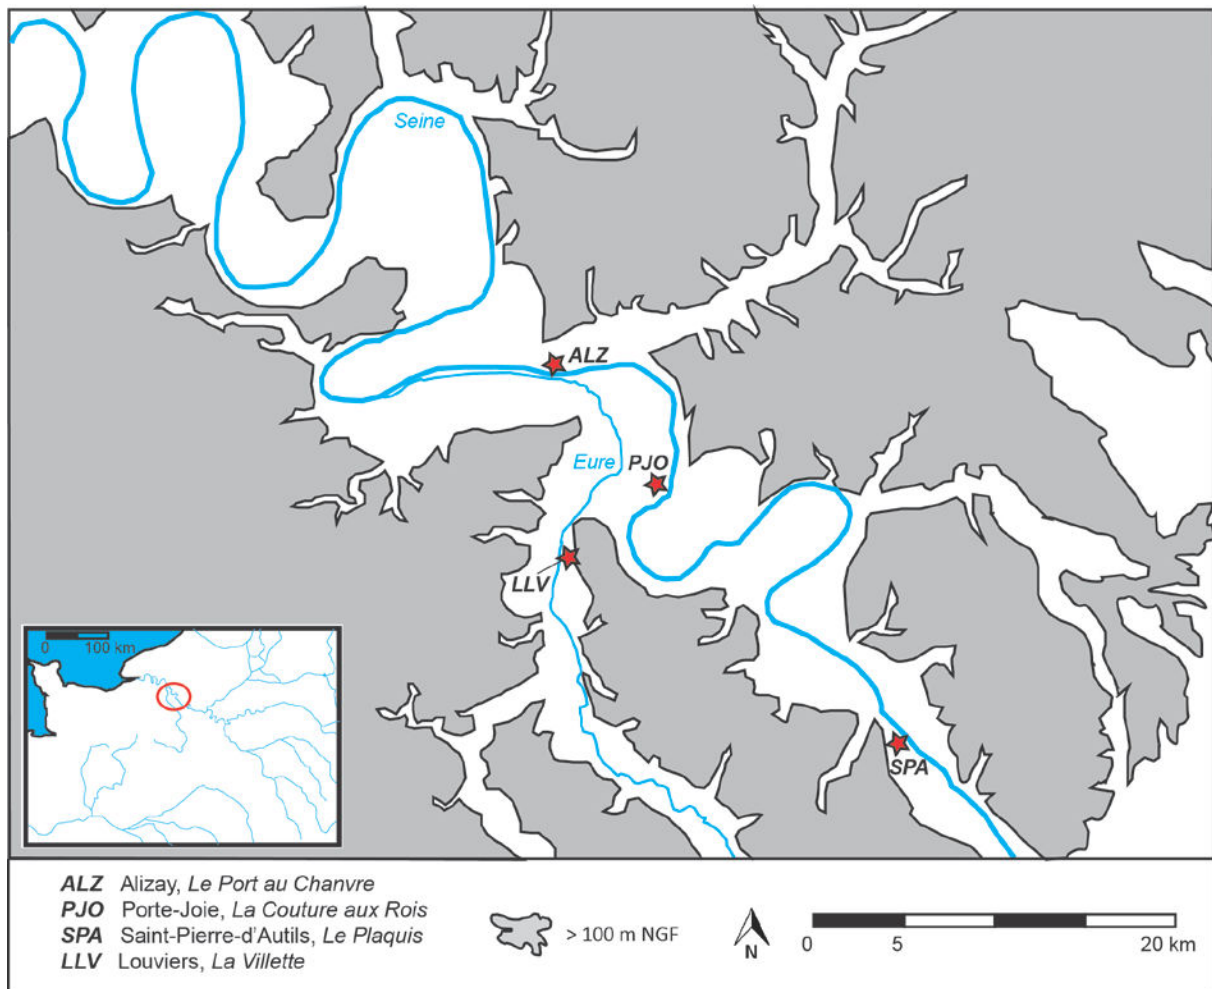 Seine
ALZ
Eure
PJO
LLV
SPA
0 100 km
ALZ Alizay, Le Port au Chanvre
PJO Porte-Joie, La Couture aux Rois
SPA Saint-Pierre-d'Autils, Le Plaquis
LLV Louviers, La Villette
> 100 m NGF
N
0 5 20 km